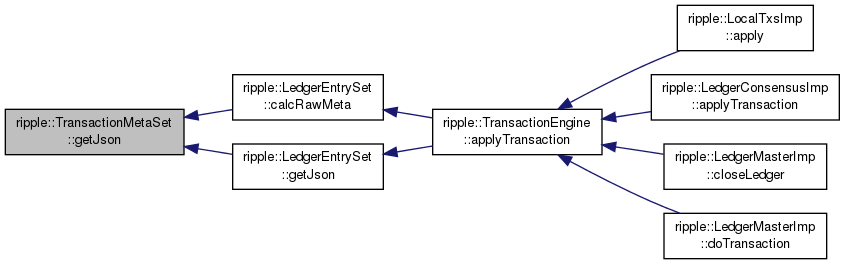 ripple::TransactionMetaSet
::getJson
ripple::LedgerEntrySet
::calcRawMeta
ripple::LedgerEntrySet
::getJson
ripple::TransactionEngine
::applyTransaction
ripple::LocalTxsImp
::apply
ripple::LedgerConsensusImp
::applyTransaction
ripple::LedgerMasterImp
::closeLedger
ripple::LedgerMasterImp
::doTransaction